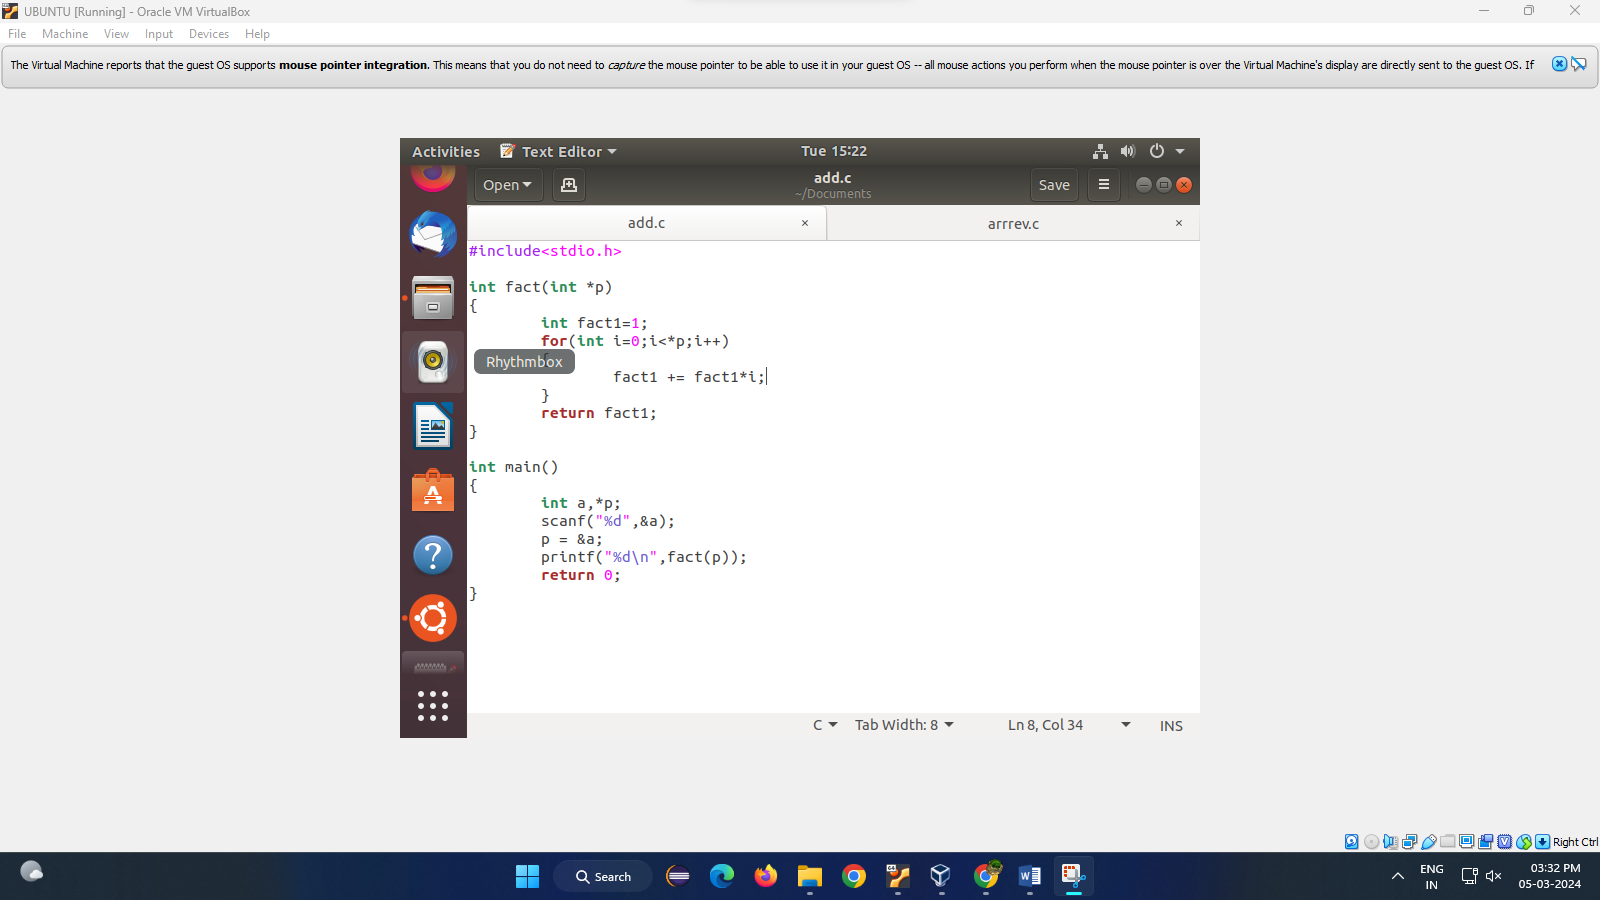 UBUNTU [Running] - Oracle VM VirtualBox
File Machine View Input Devices Help
The Virtual Machine reports that the guest OS supports mouse pointer integration. This means that you do not need to capture the mouse pointer to be able to use it in your guest OS -- all mouse actions you perform when the mouse pointer is over the Virtual Machine's display are directly sent to the guest OS. If
Activities Text Editor Tue 15:22
Open add.c Save
~/Documents
add.c × arrrev.c ×
#include<stdio.h>
int fact(int *p)
{
int fact1=1;
for(int i=0;i<*p;i++)
{
Rhythmbox
fact1 += fact1*i;
}
return fact1;
}
int main()
{
int a,*p;
scanf("%d",&a);
p = &a;
printf("%d\n",fact(p));
return 0;
}
C Tab Width: 8 Ln 8, Col 34 INS
Right Ctrl
Search
ENG
IN
03:32 PM
05-03-2024